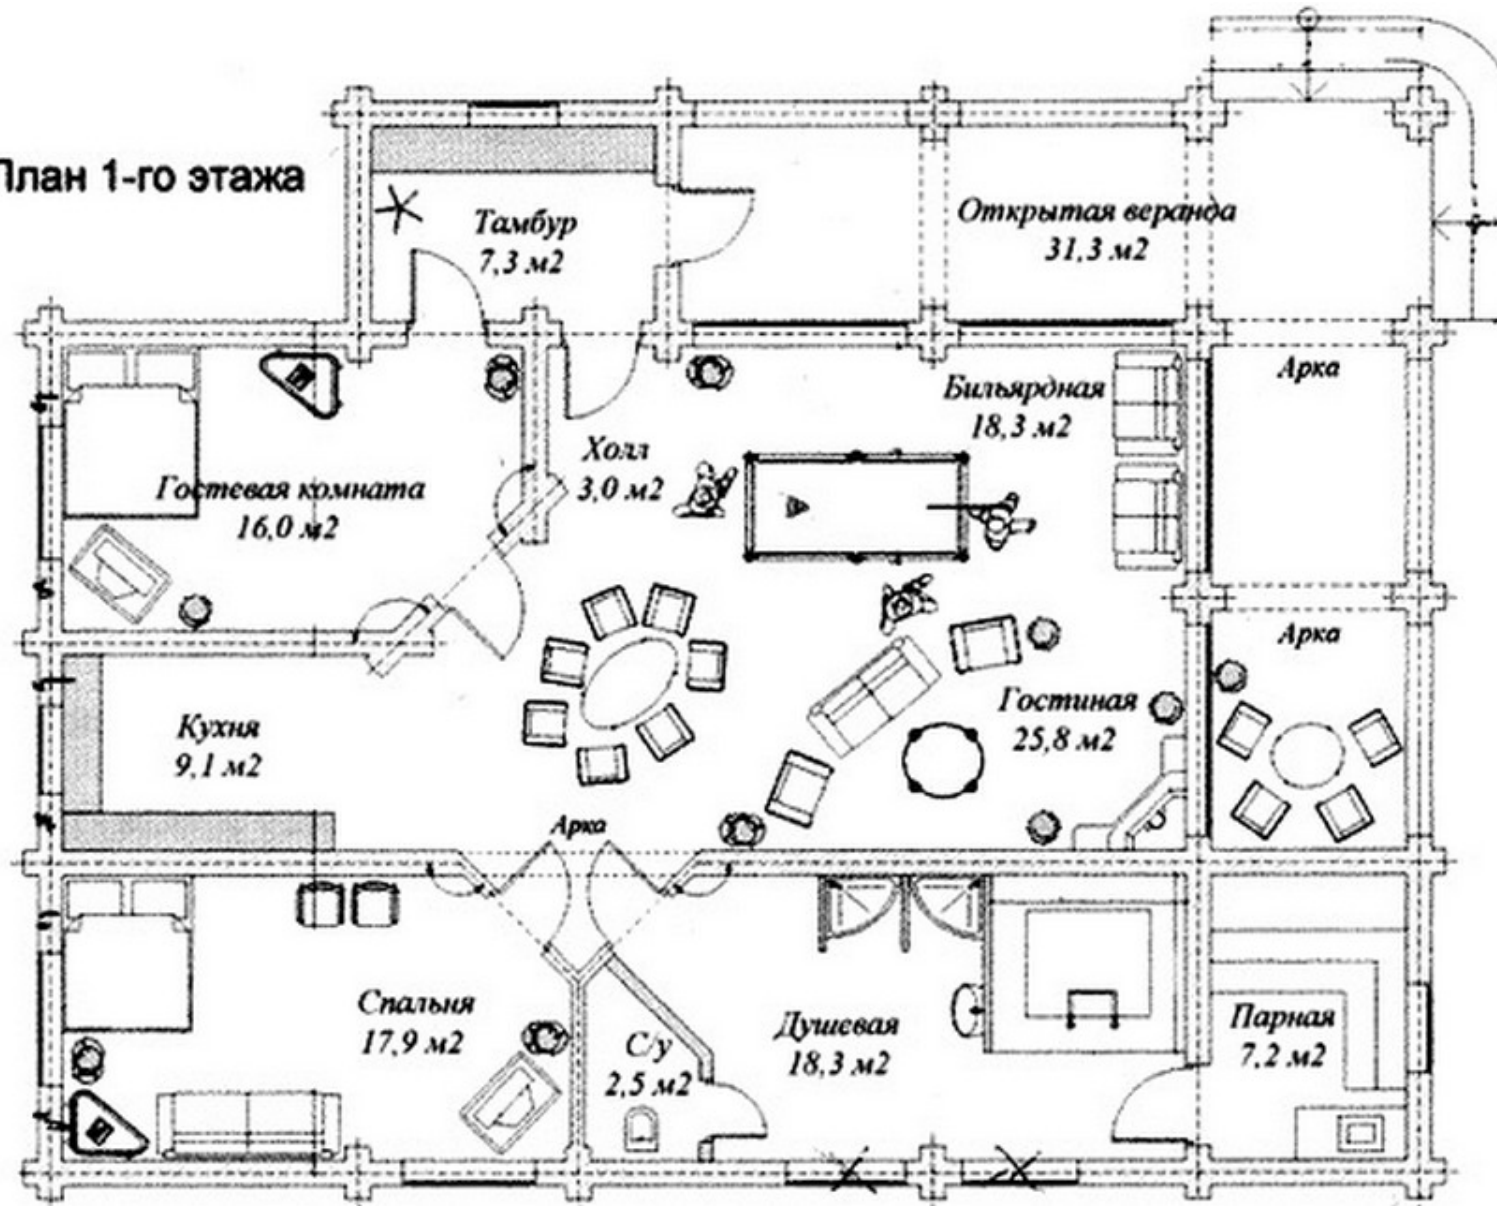 План 1-го этажа
Тамбур
7,3 м2
Открытая веранда
31,3 м2
Арка
Бильярдная
18,3 м2
Холл
3,0 м2
Гостевая комната
16,0 м2
Арка
Гостиная
25,8 м2
Кухня
9,1 м2
Арка
Спальня
17,9 м2
С/у
2,5 м2
Душевая
18,3 м2
Парная
7,2 м2